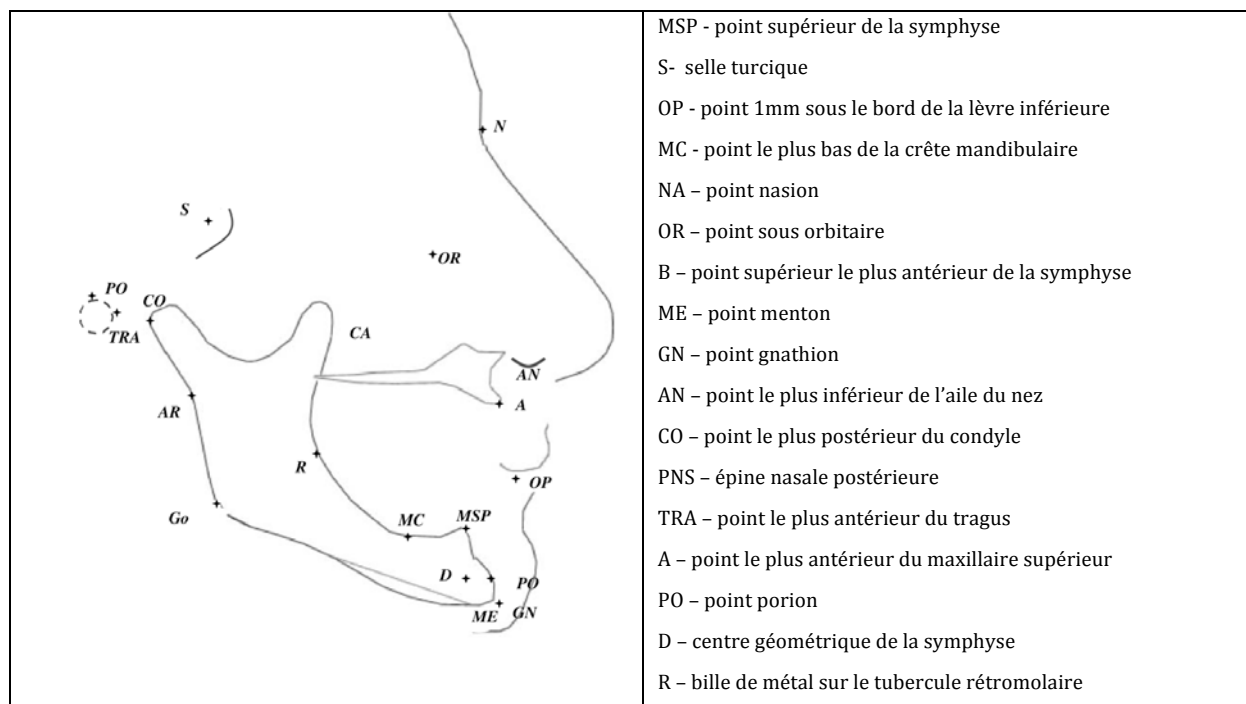 N
S
OR
PO
CO
TRA
CA
AN
A
AR
R
OP
Go
MC
MSP
D
PO
ME
GN
MSP - point supérieur de la symphyse
S- selle turcique
OP - point 1mm sous le bord de la lèvre inférieure
MC - point le plus bas de la crête mandibulaire
NA – point nasion
OR – point sous orbitaire
B – point supérieur le plus antérieur de la symphyse
ME – point menton
GN – point gnathion
AN – point le plus inférieur de l'aile du nez
CO – point le plus postérieur du condyle
PNS – épine nasale postérieure
TRA – point le plus antérieur du tragus
A – point le plus antérieur du maxillaire supérieur
PO – point porion
D – centre géométrique de la symphyse
R – bille de métal sur le tubercule rétromolaire